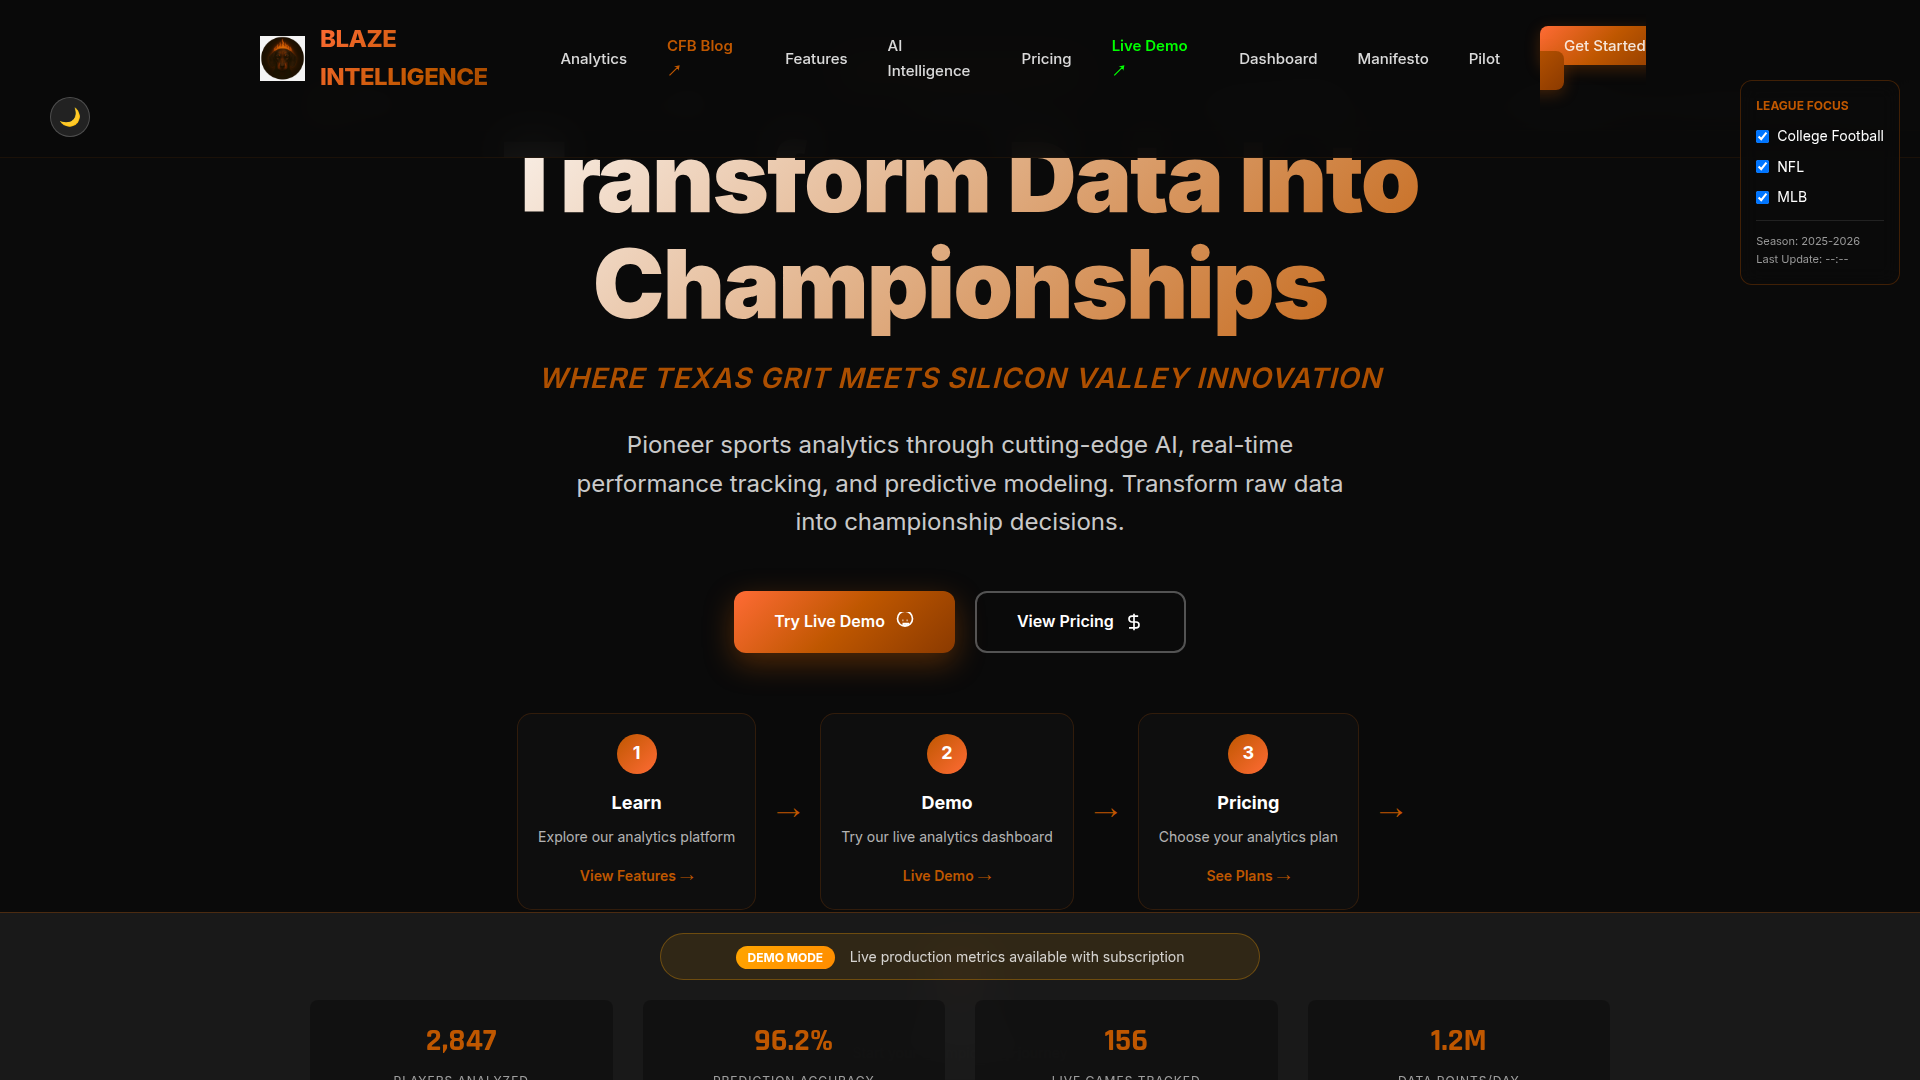 BLAZE
INTELLIGENCE
Analytics
CFB Blog
↗
Features
AI
Intelligence
Pricing
Live Demo
↗
Dashboard
Manifesto
Pilot
Get Started
LEAGUE FOCUS
College Football
NFL
MLB
Season: 2025-2026
Last Update: --:--
Transform Data Into
Championships
WHERE TEXAS GRIT MEETS SILICON VALLEY INNOVATION
Pioneer sports analytics through cutting-edge AI, real-time
performance tracking, and predictive modeling. Transform raw data
into championship decisions.
Try Live Demo
View Pricing $
1
Learn
Explore our analytics platform
View Features →
→
2
Demo
Try our live analytics dashboard
Live Demo →
→
3
Pricing
Choose your analytics plan
See Plans →
→
DEMO MODE Live production metrics available with subscription
2,847
PLAYERS ANALYZED
96.2%
PREDICTION ACCURACY
156
LIVE GAMES TRACKED
1.2M
DATA POINTS/DAY